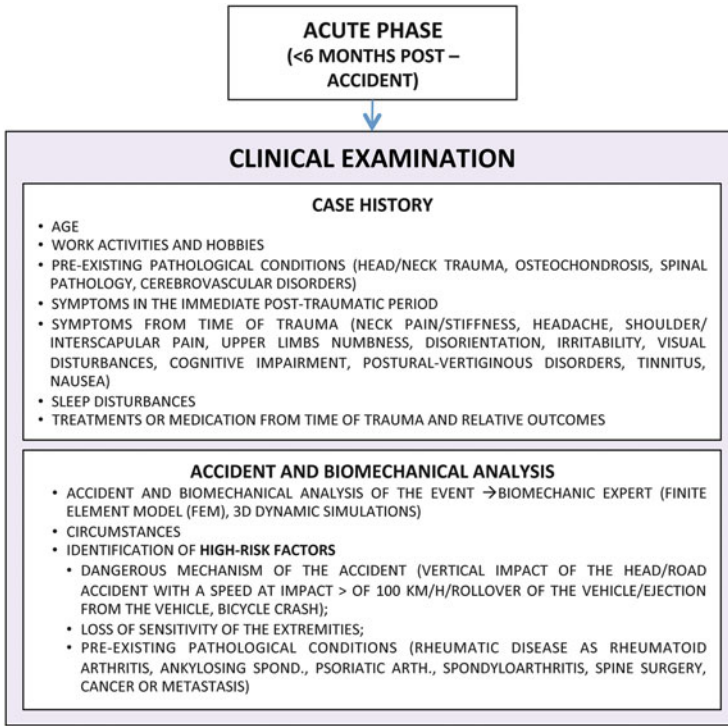 ACUTE PHASE
(<6 MONTHS POST –
ACCIDENT)
CLINICAL EXAMINATION
CASE HISTORY
• AGE
• WORK ACTIVITIES AND HOBBIES
• PRE-EXISTING PATHOLOGICAL CONDITIONS (HEAD/NECK TRAUMA, OSTEOCHONDROSIS, SPINAL
PATHOLOGY, CEREBROVASCULAR DISORDERS)
• SYMPTOMS IN THE IMMEDIATE POST-TRAUMATIC PERIOD
• SYMPTOMS FROM TIME OF TRAUMA (NECK PAIN/STIFFNESS, HEADACHE, SHOULDER/
INTERSCAPULAR PAIN, UPPER LIMBS NUMBNESS, DISORIENTATION, IRRITABILITY, VISUAL
DISTURBANCES, COGNITIVE IMPAIRMENT, POSTURAL-VERTIGINOUS DISORDERS, TINNITUS,
NAUSEA)
• SLEEP DISTURBANCES
• TREATMENTS OR MEDICATION FROM TIME OF TRAUMA AND RELATIVE OUTCOMES
ACCIDENT AND BIOMECHANICAL ANALYSIS
• ACCIDENT AND BIOMECHANICAL ANALYSIS OF THE EVENT →BIOMECHANIC EXPERT (FINITE
ELEMENT MODEL (FEM), 3D DYNAMIC SIMULATIONS)
• CIRCUMSTANCES
• IDENTIFICATION OF HIGH-RISK FACTORS
• DANGEROUS MECHANISM OF THE ACCIDENT (VERTICAL IMPACT OF THE HEAD/ROAD
ACCIDENT WITH A SPEED AT IMPACT > OF 100 KM/H/ROLLOVER OF THE VEHICLE/EJECTION
FROM THE VEHICLE, BICYCLE CRASH);
• LOSS OF SENSITIVITY OF THE EXTREMITIES;
• PRE-EXISTING PATHOLOGICAL CONDITIONS (RHEUMATIC DISEASE AS RHEUMATOID
ARTHRITIS, ANKYLOSING SPOND., PSORIATIC ARTH., SPONDYLOARTHRITIS, SPINE SURGERY,
CANCER OR METASTASIS)